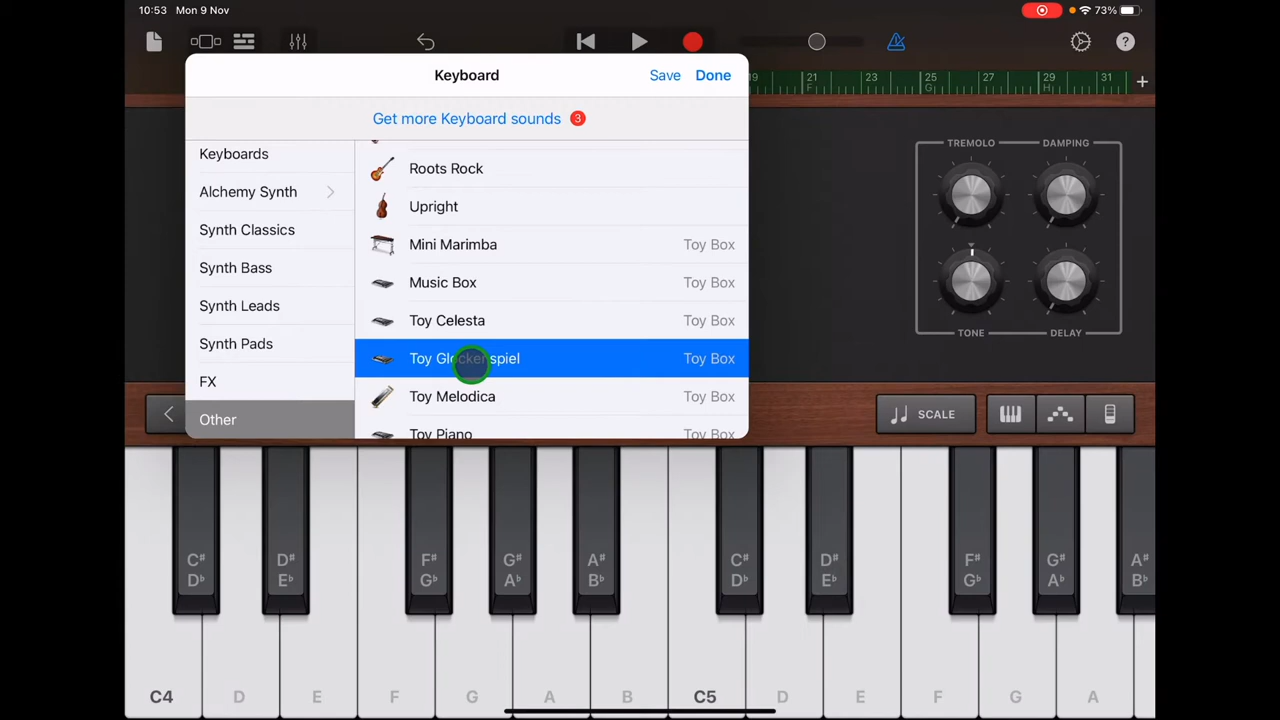 10:53 Mon 9 Nov
73%
Keyboard
Save
Done
Get more Keyboard sounds 3
Keyboards
Alchemy Synth
Synth Classics
Synth Bass
Synth Leads
Synth Pads
FX
Other
Roots Rock
Upright
Mini Marimba Toy Box
Music Box Toy Box
Toy Celesta Toy Box
Toy Glockenspiel Toy Box
Toy Melodica Toy Box
Toy Piano Toy Box
?
19 21 23 25 27 29 31 +
F G H
TREMOLO DAMPING
TONE DELAY
SCALE
C# D# F# G# A# C# D# F# G# A#
D♭ E♭ G♭ A♭ B♭ D♭ E♭ G♭ A♭ B♭
C4 D E F G A B C5 D E F G A